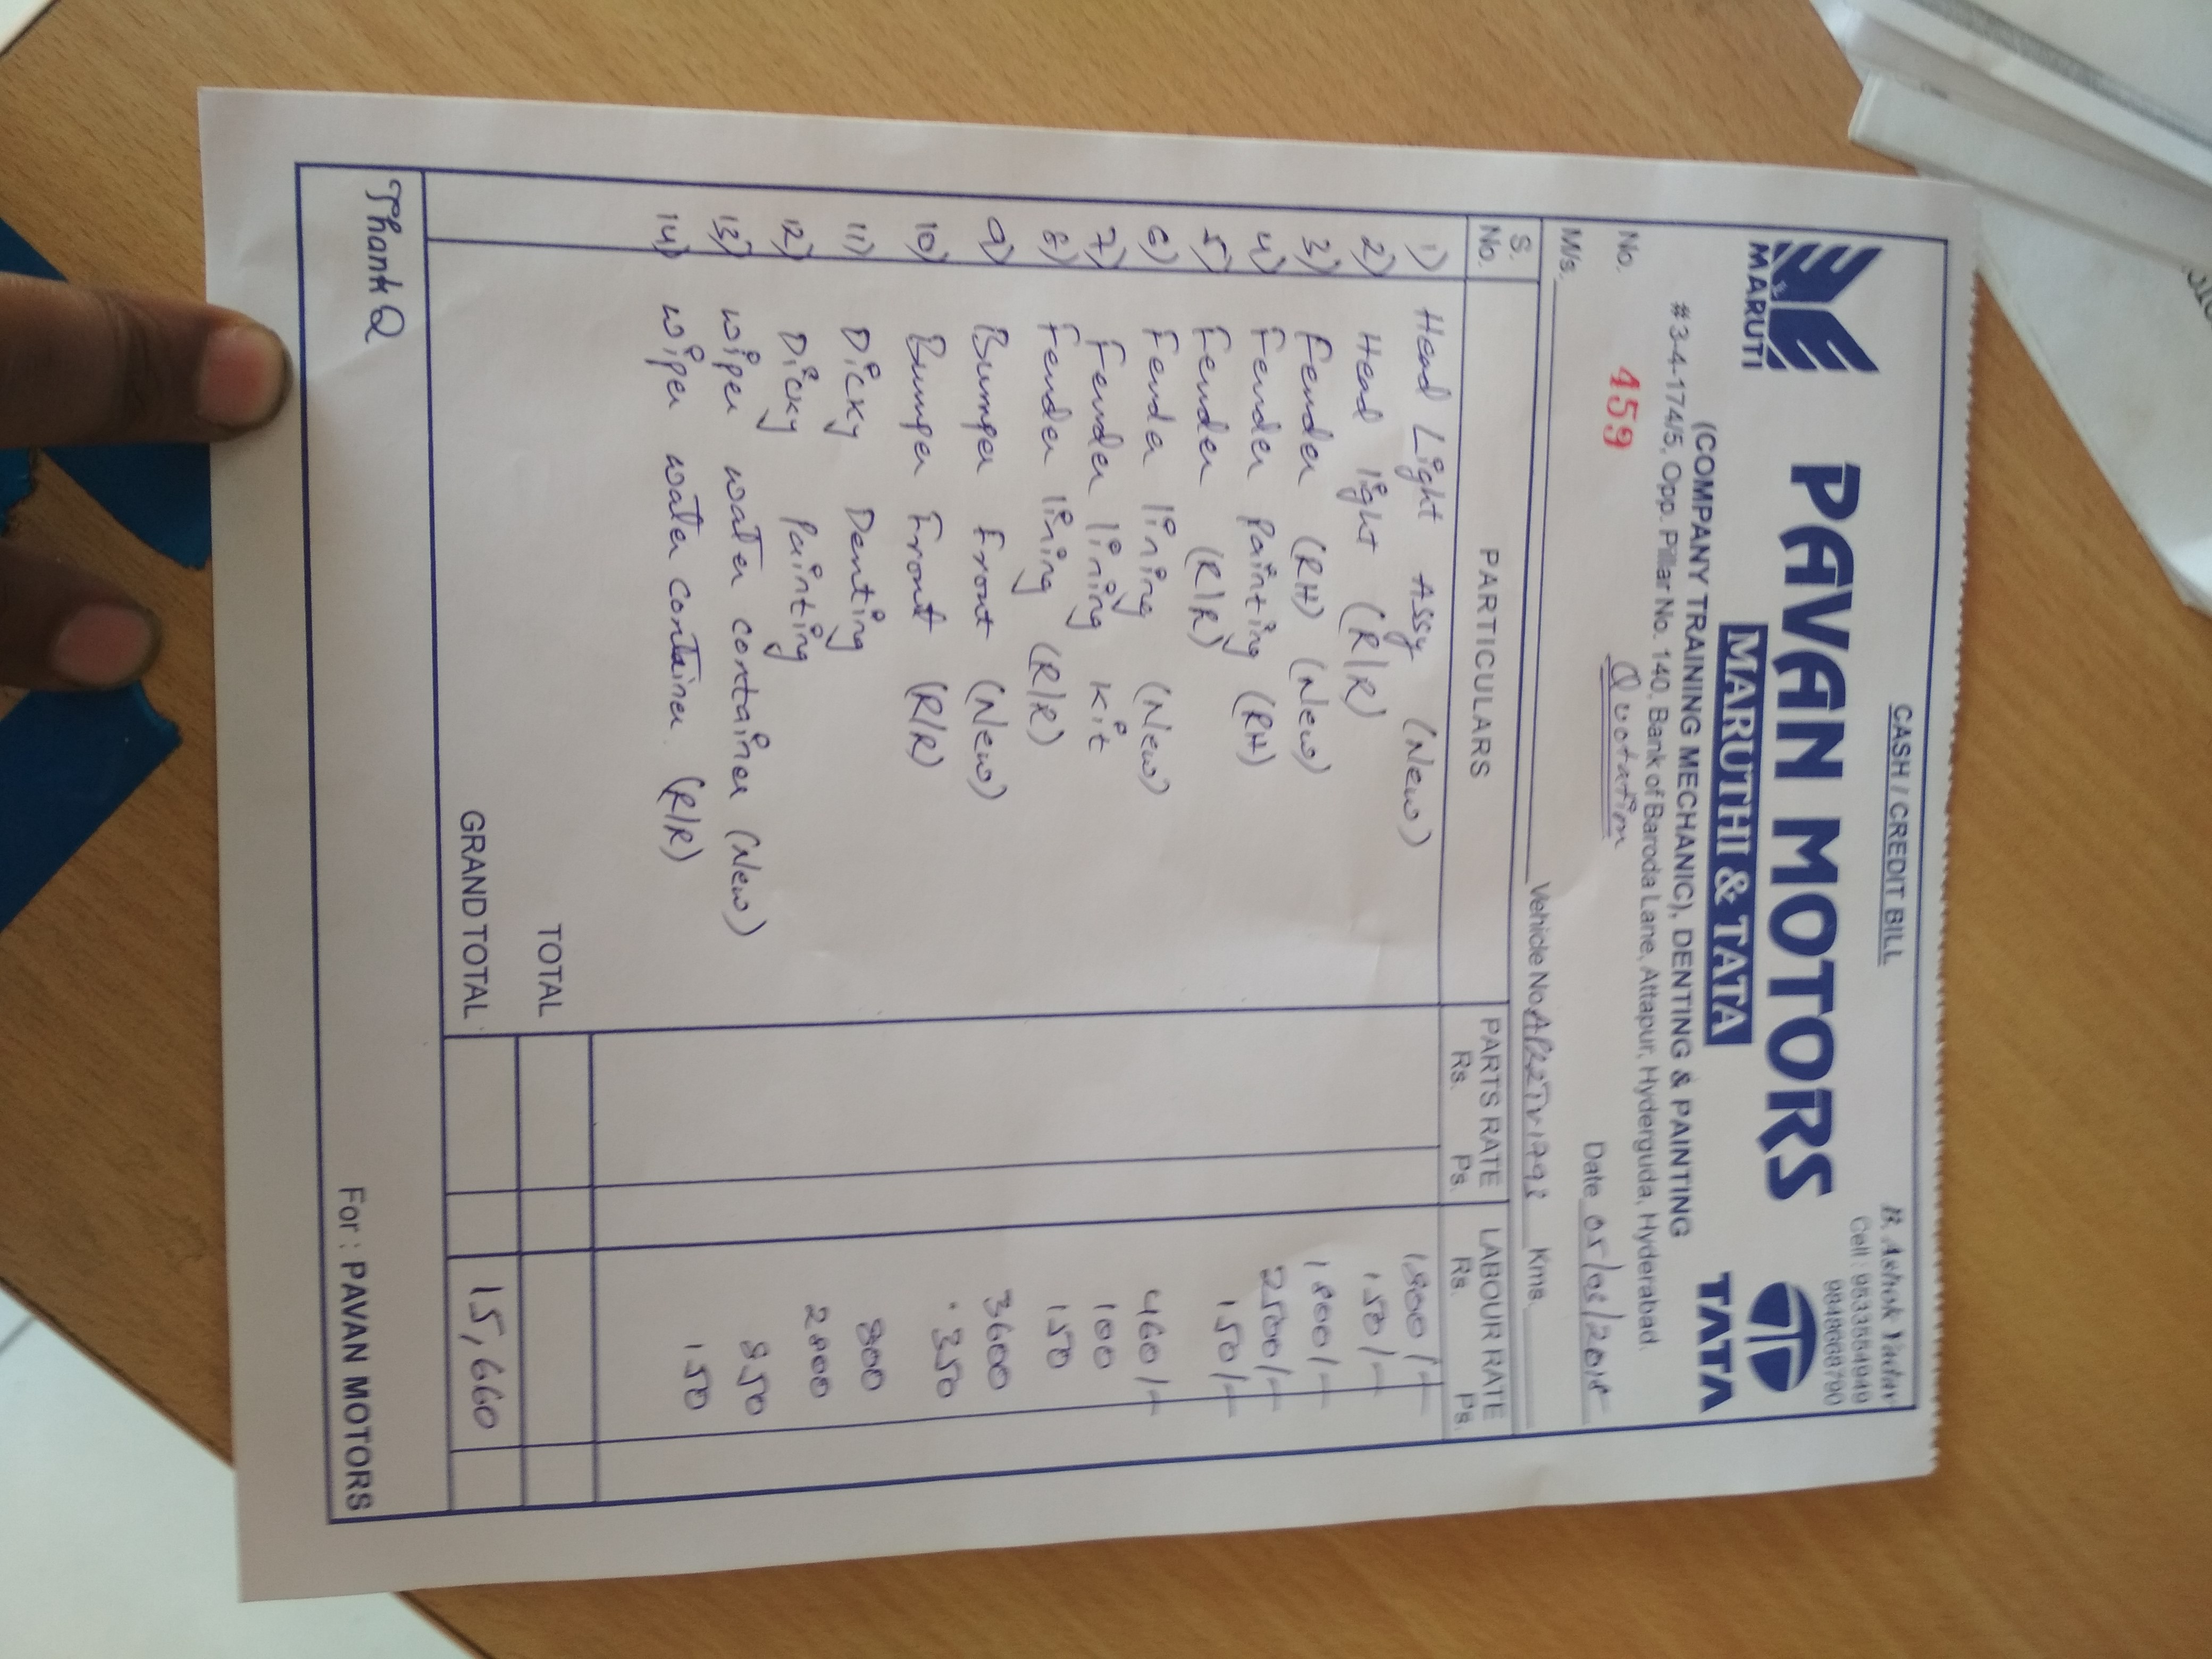 CASH / CREDIT BILL
B. Ashok Yadav
Cell :
9848668790
MARUTI
PAVAN MOTORS
MARUTHI & TATA
TATA
(COMPANY TRAINING MECHANIC), DENTING & PAINTING
#3-4-174/5, Opp. Pillar No. 140, Bank of Baroda Lane, Attapur, Hyderguda, Hyderabad.
No. 459 Quotation Date
M/s. Vehicle No. Kms.
S. No. PARTICULARS PARTS RATE Rs. Ps. LABOUR RATE Rs. Ps.
1) Head Light Assy (New) 1800/-
2) Head light (R/R) 150/-
3) Fender (RH) (New) 1800/-
4) Fender Painting (RH) 2500/-
5) Fender (R/R) 150/-
6) Fender lining (New) 460/-
7) Fender lining Kit 100
8) Fender lining (R/R) 150
9) Bumper Front (New) 3600
10) Bumper Front (R/R) 350
11) Dicky Denting 800
12) Dicky Painting 2800
13) wiper water container (New) 850
14) wiper water container (R/R) 150
TOTAL
GRAND TOTAL 15,660
Thank Q
For : PAVAN MOTORS